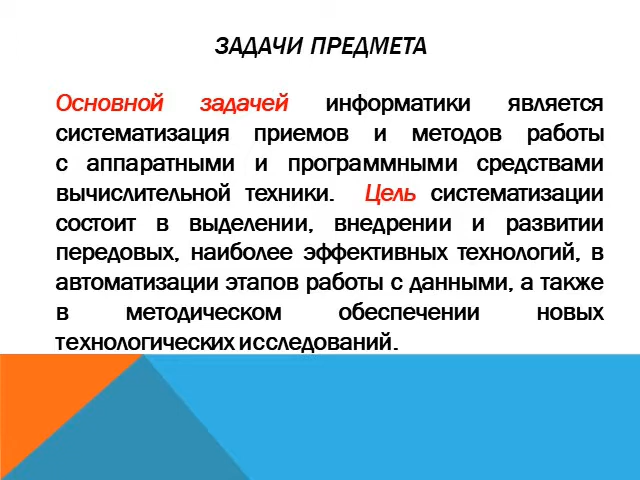 ЗАДАЧИ ПРЕДМЕТА
Основной задачей информатики является
систематизация приемов и методов работы
с аппаратными и программными средствами
вычислительной техники. Цель систематизации
состоит в выделении, внедрении и развитии
передовых, наиболее эффективных технологий, в
автоматизации этапов работы с данными, а также
в методическом обеспечении новых
технологических исследований.